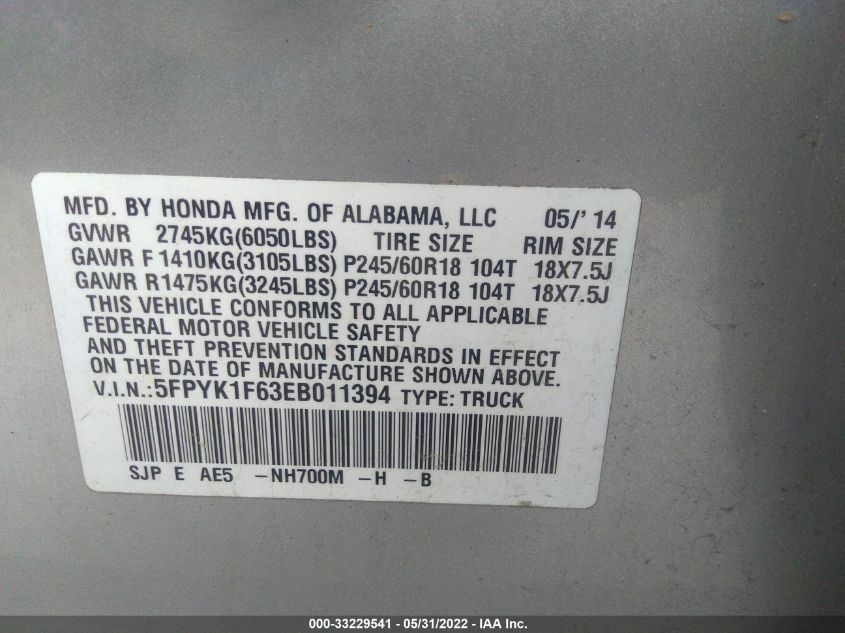 MFD. BY HONDA MFG. OF ALABAMA, LLC 05/'14
GVWR 2745KG(6050LBS) TIRE SIZE RIM SIZE
GAWR F 1410KG(3105LBS) P245/60R18 104T 18X7.5J
GAWR R1475KG(3245LBS) P245/60R18 104T 18X7.5J
THIS VEHICLE CONFORMS TO ALL APPLICABLE
FEDERAL MOTOR VEHICLE SAFETY
AND THEFT PREVENTION STANDARDS IN EFFECT
ON THE DATE OF MANUFACTURE SHOWN ABOVE.
V.I.N.:5FPYK1F63EB011394 TYPE: TRUCK
SJP E AE5 -NH700M -H -B
000-33229541 - 05/31/2022 - IAA Inc.